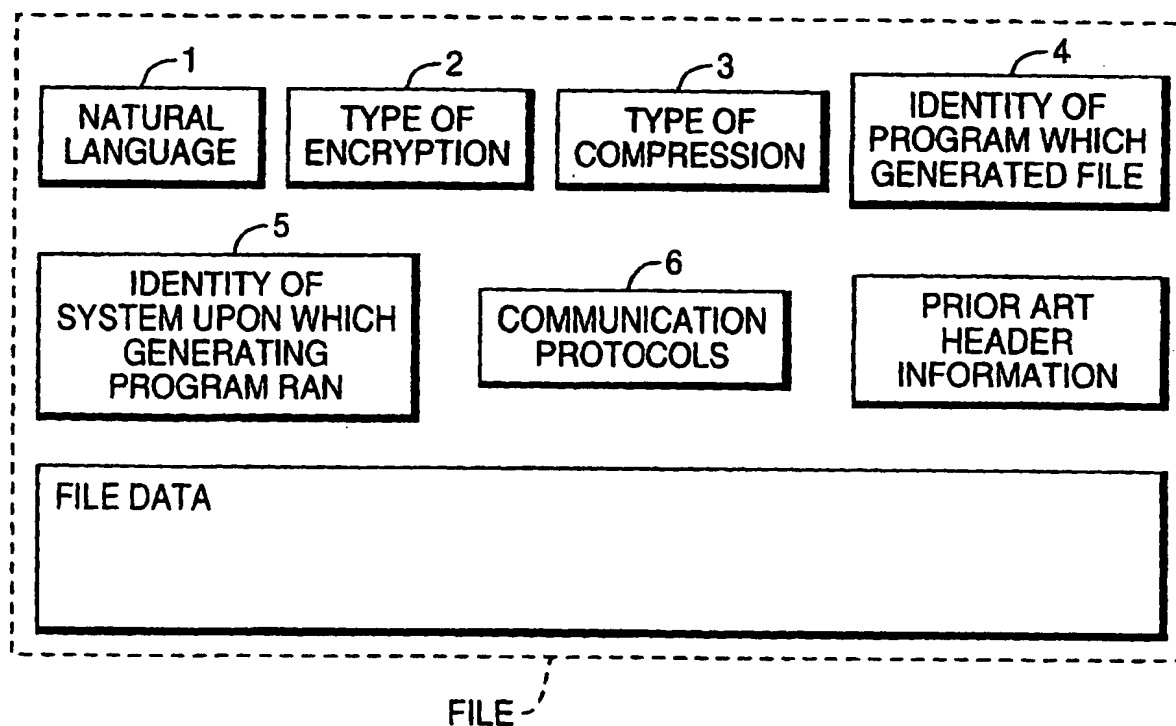 1
NATURAL
LANGUAGE
2
TYPE OF
ENCRYPTION
3
TYPE OF
COMPRESSION
4
IDENTITY OF
PROGRAM WHICH
GENERATED FILE
5
IDENTITY OF
SYSTEM UPON WHICH
GENERATING
PROGRAM RAN
6
COMMUNICATION
PROTOCOLS
PRIOR ART
HEADER
INFORMATION
FILE DATA
FILE